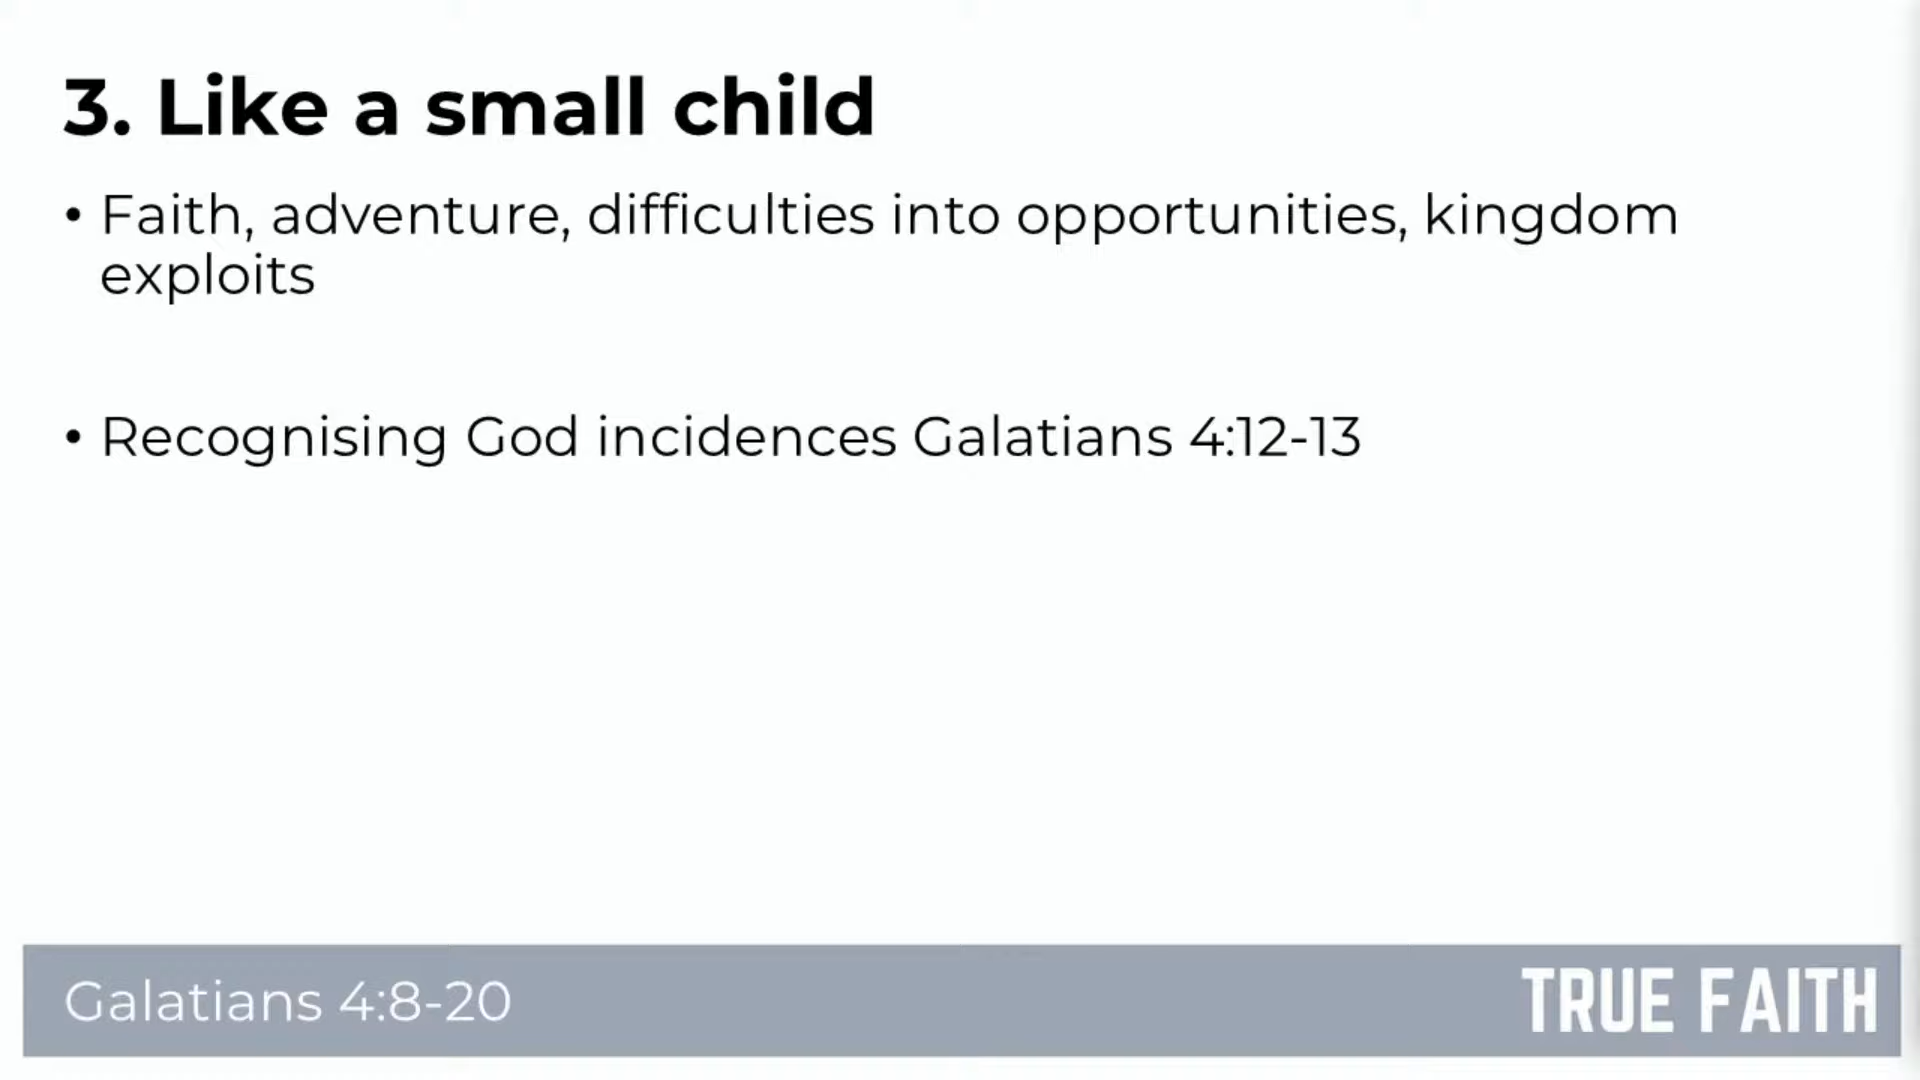 3. Like a small child
• Faith, adventure, difficulties into opportunities, kingdom
exploits
• Recognising God incidences Galatians 4:12-13
Galatians 4:8-20
TRUE FAITH